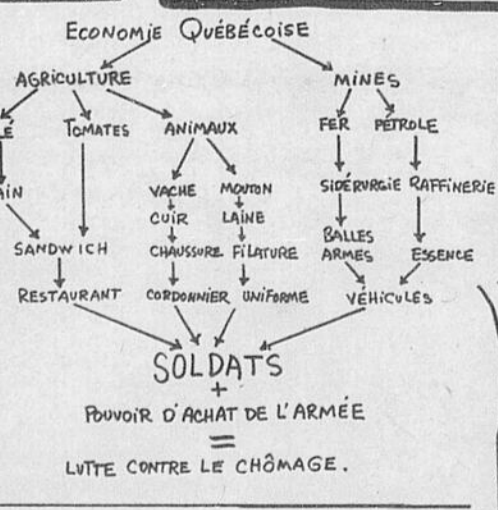 ECONOMiE QUÉBÉCOISE
AGRiCULTURE MiNES
TOMATES ANiMAUX FER PÉTROLE
VACHE MOUTON SIDÉRURGiE RAFFiNERiE
CUiR LAiNE
SANDWiCH CHAUSSURE FiLATURE BALLES ARMES ESSENCE
RESTAURANT CORDONNiER UNiFORME VÉHiCULES
SOLDATS
+
POUVOiR D'ACHAT DE L'ARMÉE
=
LUTTE CONTRE LE CHÔMAGE.